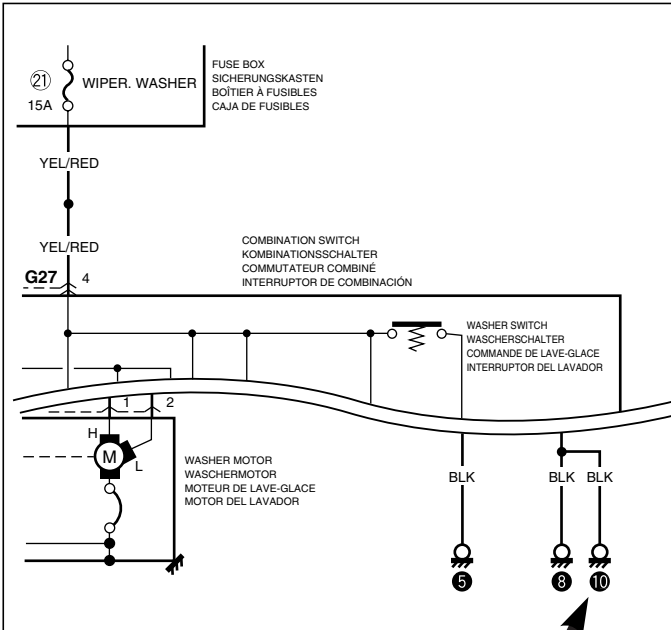 FUSE BOX
SICHERUNGSKASTEN
BOÎTIER À FUSIBLES
CAJA DE FUSIBLES
21
WIPER. WASHER
15A
YEL/RED
YEL/RED
COMBINATION SWITCH
KOMBINATIONSSCHALTER
COMMUTATEUR COMBINÉ
INTERRUPTOR DE COMBINACIÓN
G27 4
WASHER SWITCH
WASCHERSCHALTER
COMMANDE DE LAVE-GLACE
INTERRUPTOR DEL LAVADOR
1 2
H
M
L
WASHER MOTOR
WASCHERMOTOR
MOTEUR DE LAVE-GLACE
MOTOR DEL LAVADOR
BLK BLK BLK
5 8 10